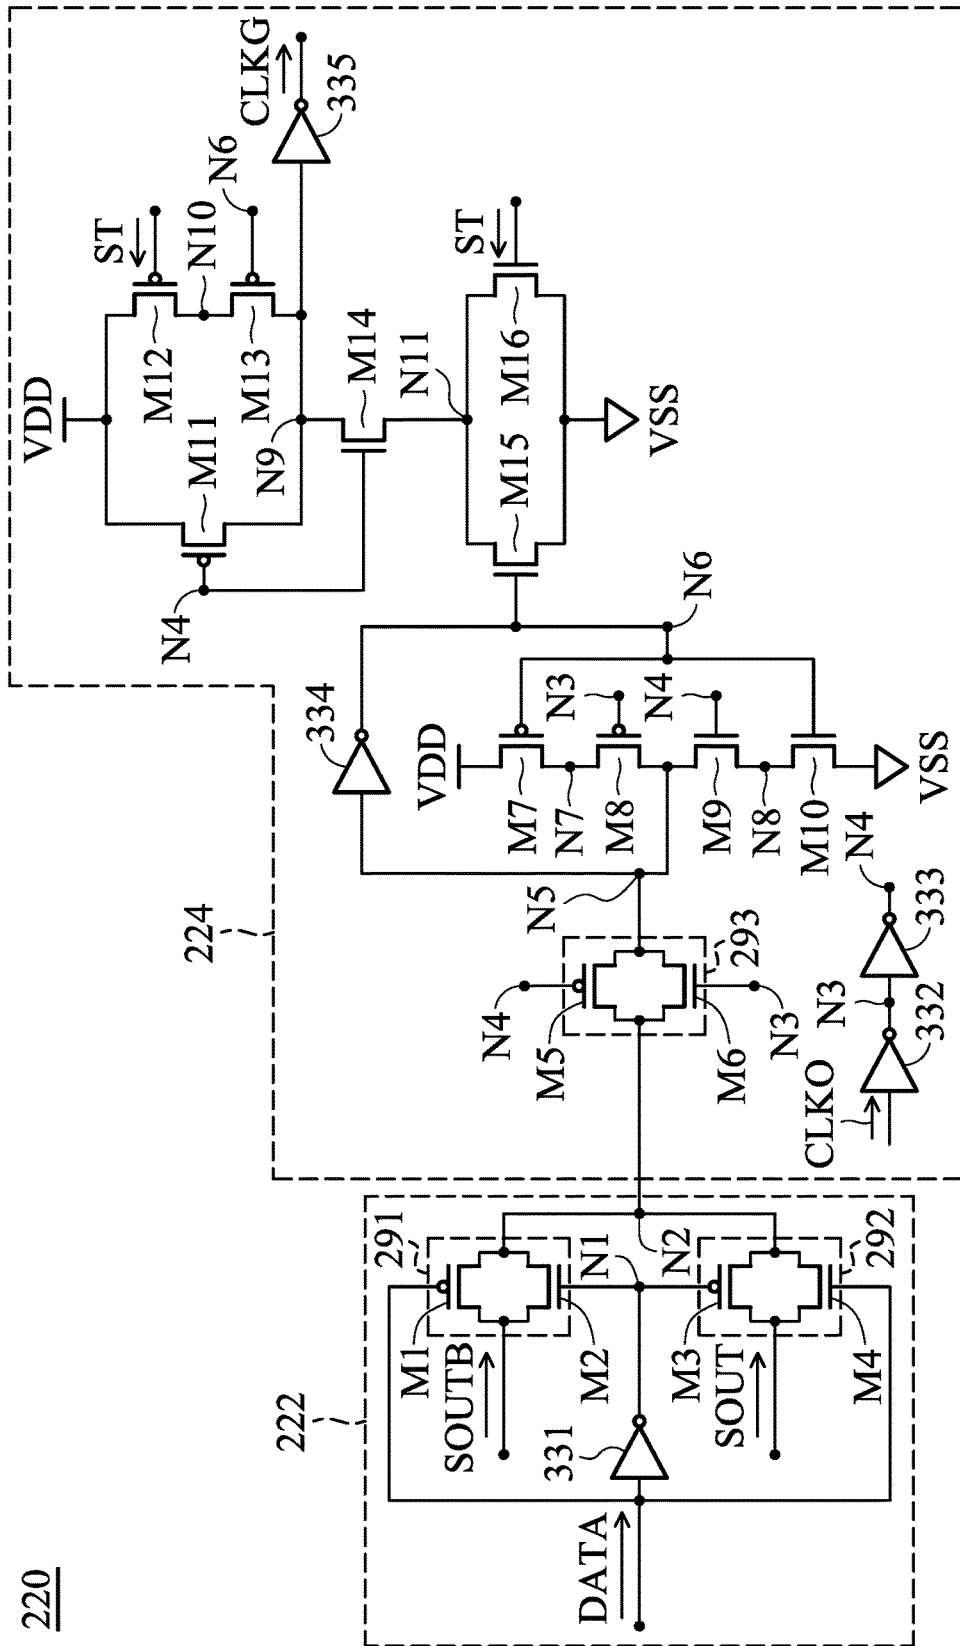 220
222
DATA
331
SOUTB
M1
291
M2
N1
N2
M3
SOUT
M4
292
224
N4
M5
293
M6
N3
N5
CLKO
332
N3
333
N4
334
VDD
M7
N7
N3
M8
N4
M9
N8
M10
VSS
N6
VDD
N4
M11
M12
ST
N10
M13
N6
N9
M14
CLKG
335
N11
M15
M16
ST
VSS